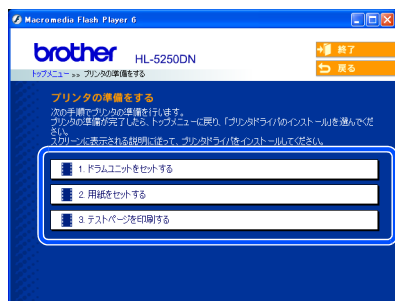 Macromedia Flash Player 6
brother HL-5250DN
終了
戻る
トップメニュー >> プリンタの準備をする
プリンタの準備をする
次の手順でプリンタの準備を行います。
プリンタの準備が完了したら、トップメニューに戻り、「プリンタドライバのインストール」を選んでくだ
さい。
スクリーンに表示される説明に従って、プリンタドライバをインストールしてください。
1. ドラムユニットをセットする
2. 用紙をセットする
3. テストページを印刷する